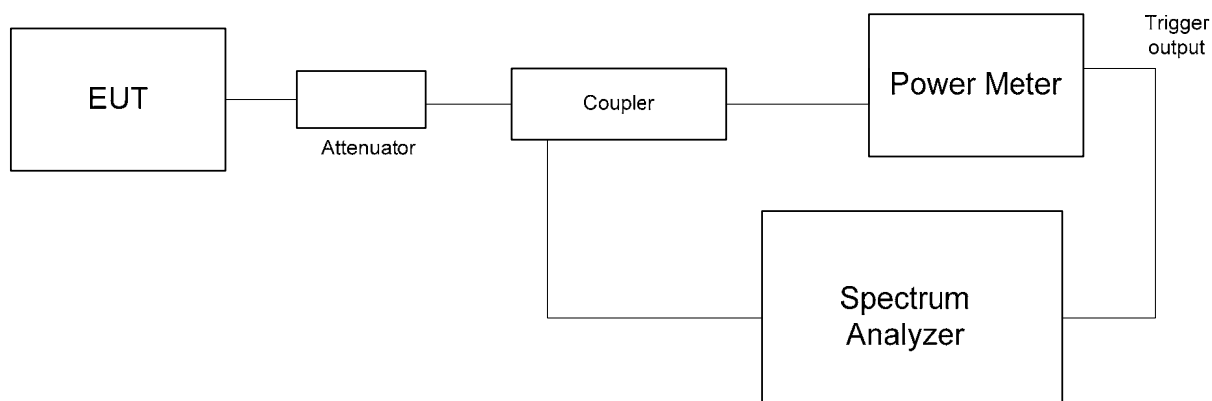 Trigger
output
EUT
Attenuator
Coupler
Power Meter
Spectrum
Analyzer